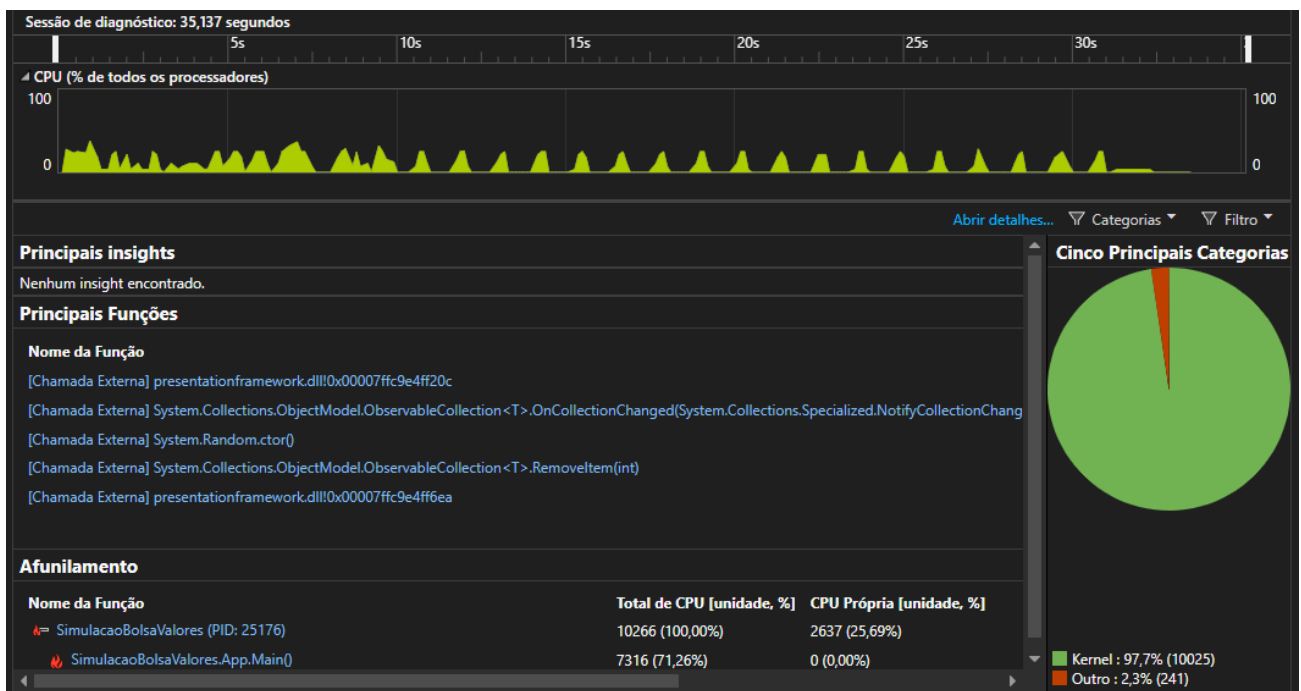 Sessão de diagnóstico: 35,137 segundos
5s 10s 15s 20s 25s 30s
CPU (% de todos os processadores)
100 100
0 0
Abrir detalhes... Categorias Filtro
Principais insights
Nenhum insight encontrado.
Principais Funções
Nome da Função
[Chamada Externa] presentationframework.dll!0x00007ffc9e4ff20c
[Chamada Externa] System.Collections.ObjectModel.ObservableCollection<T>.OnCollectionChanged(System.Collections.Specialized.NotifyCollectionChang
[Chamada Externa] System.Random.ctor()
[Chamada Externa] System.Collections.ObjectModel.ObservableCollection<T>.RemoveItem(int)
[Chamada Externa] presentationframework.dll!0x00007ffc9e4ff6ea
Afunilamento
Nome da Função Total de CPU [unidade, %] CPU Própria [unidade, %]
SimulacaoBolsaValores (PID: 25176) 10266 (100,00%) 2637 (25,69%)
SimulacaoBolsaValores.App.Main() 7316 (71,26%) 0 (0,00%)
Cinco Principais Categorias
Kernel : 97,7% (10025)
Outro : 2,3% (241)